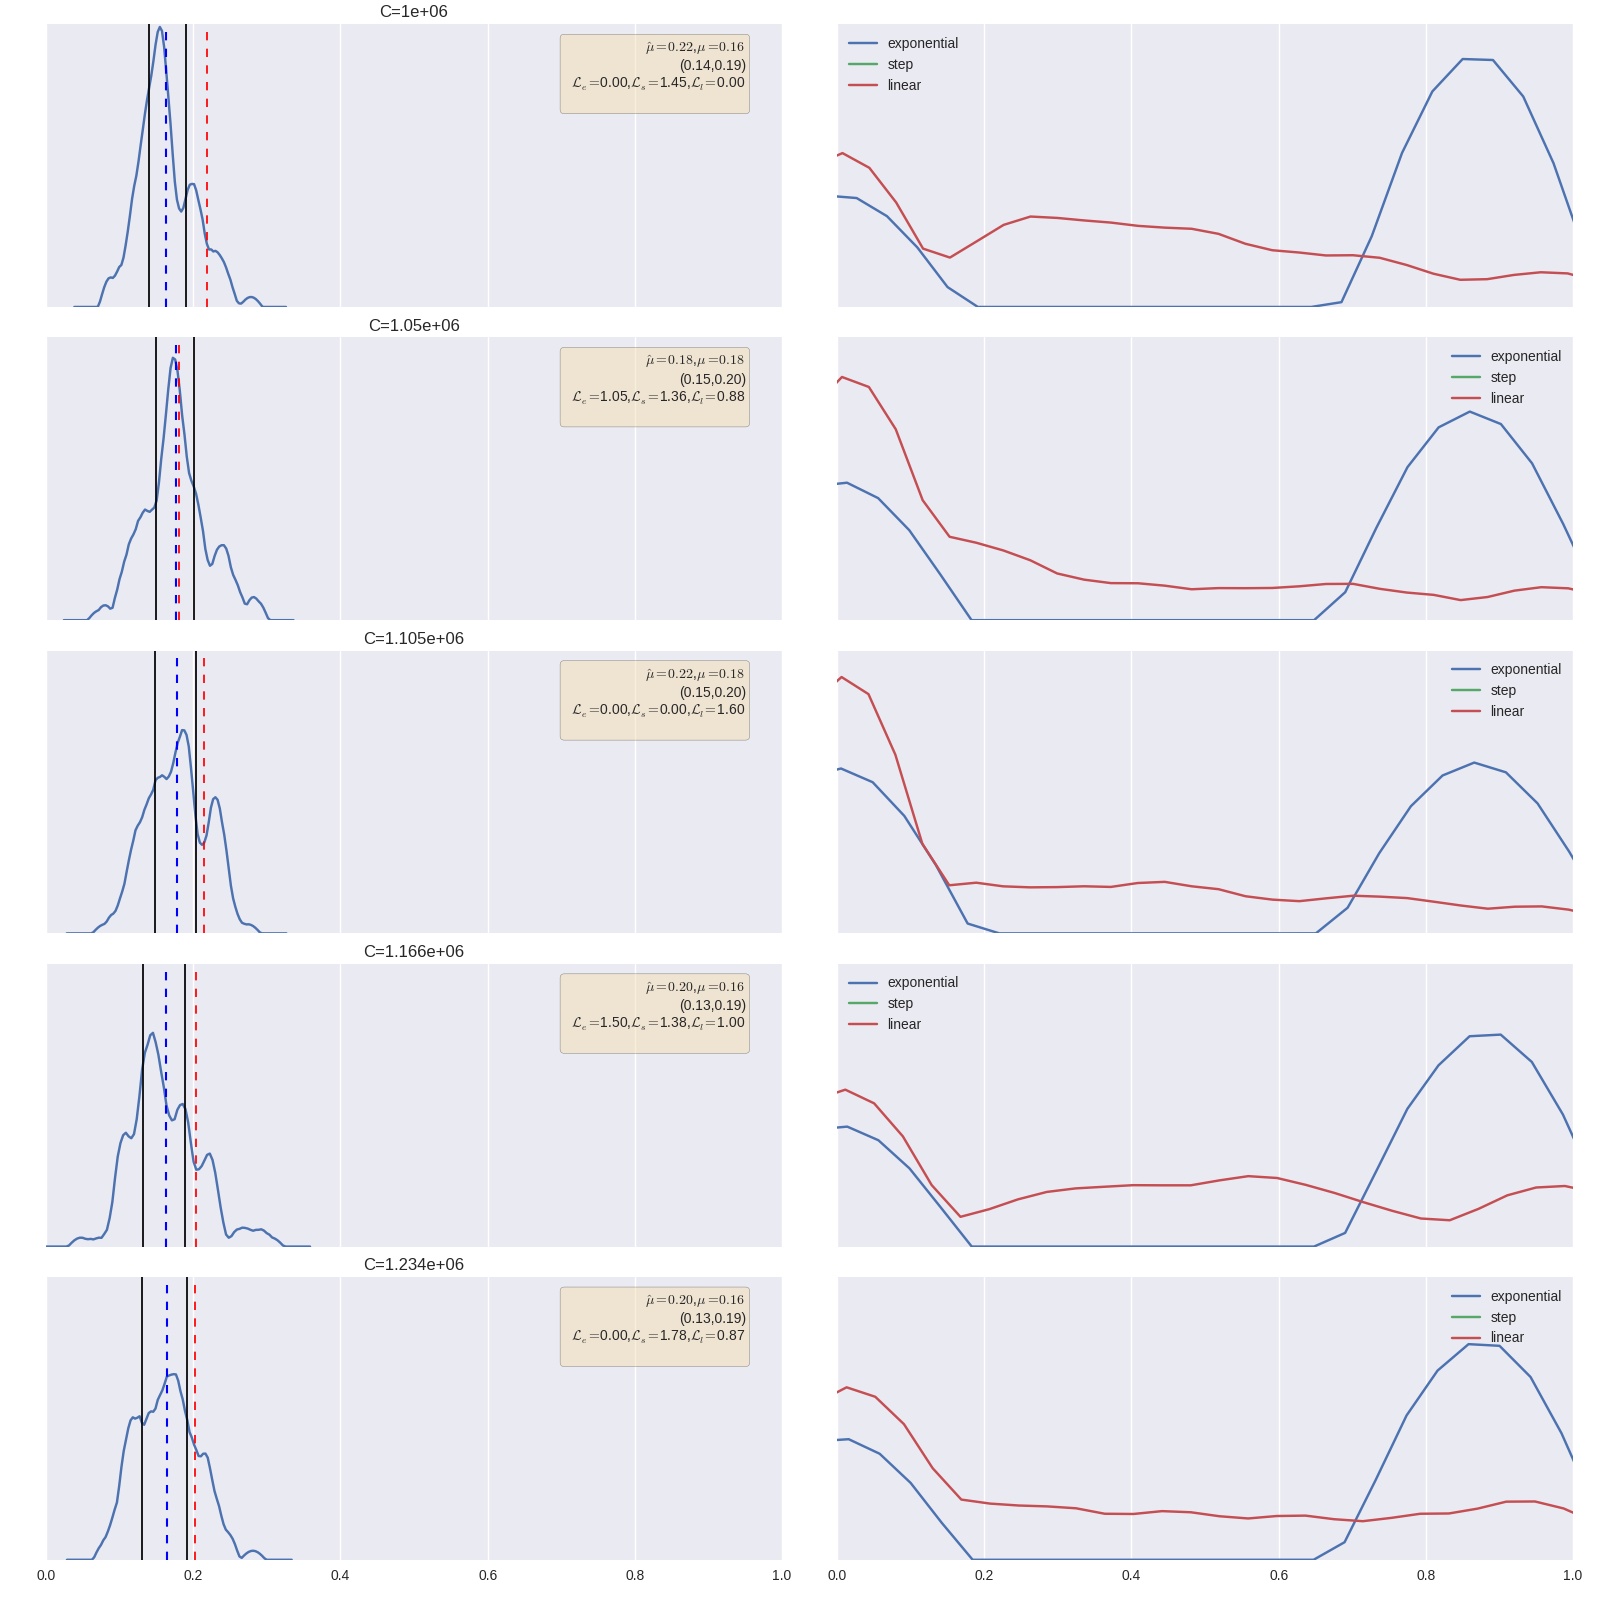 C=1e+06
μ̂=0.22,μ=0.16
(0.14,0.19)
ℒₑ=0.00,ℒₛ=1.45,ℒₗ=0.00
exponential
step
linear
C=1.05e+06
μ̂=0.18,μ=0.18
(0.15,0.20)
ℒₑ=1.05,ℒₛ=1.36,ℒₗ=0.88
exponential
step
linear
C=1.105e+06
μ̂=0.22,μ=0.18
(0.15,0.20)
ℒₑ=0.00,ℒₛ=0.00,ℒₗ=1.60
exponential
step
linear
C=1.166e+06
μ̂=0.20,μ=0.16
(0.13,0.19)
ℒₑ=1.50,ℒₛ=1.38,ℒₗ=1.00
exponential
step
linear
C=1.234e+06
μ̂=0.20,μ=0.16
(0.13,0.19)
ℒₑ=0.00,ℒₛ=1.78,ℒₗ=0.87
exponential
step
linear
0.0 0.2 0.4 0.6 0.8 1.0
0.0 0.2 0.4 0.6 0.8 1.0